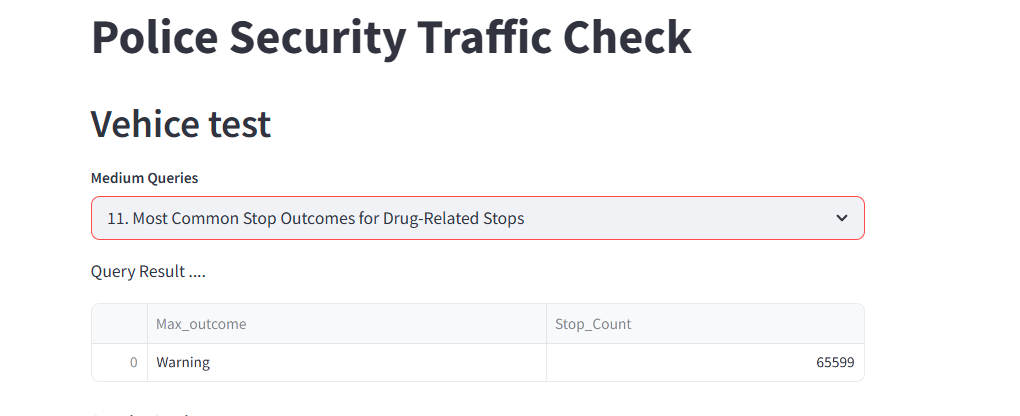 Police Security Traffic Check
Vehice test
Medium Queries
11. Most Common Stop Outcomes for Drug-Related Stops
Query Result ....
Max_outcome Stop_Count
0 Warning 65599